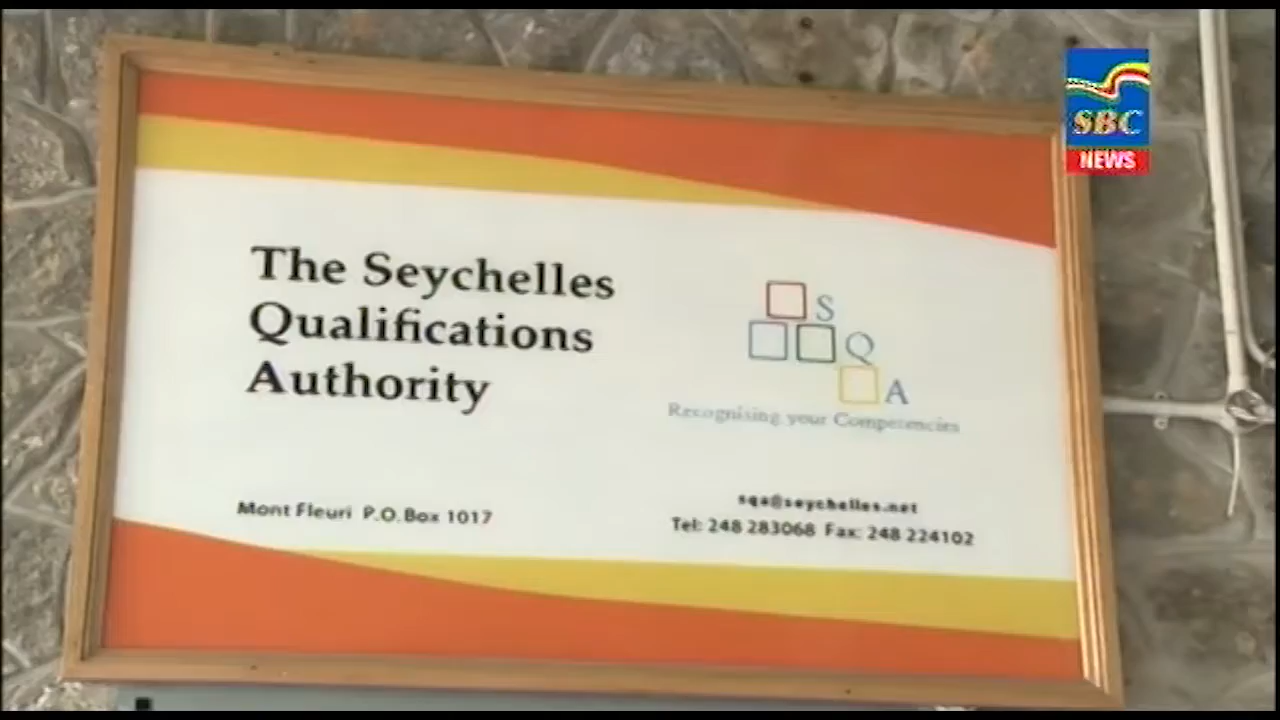 SBC
NEWS
The Seychelles
Qualifications
Authority
S
Q
A
Recognising your Competencies
Mont Fleuri P.O. Box 1017
sqa@seychelles.net
Tel: 248 283068 Fax: 248 224102